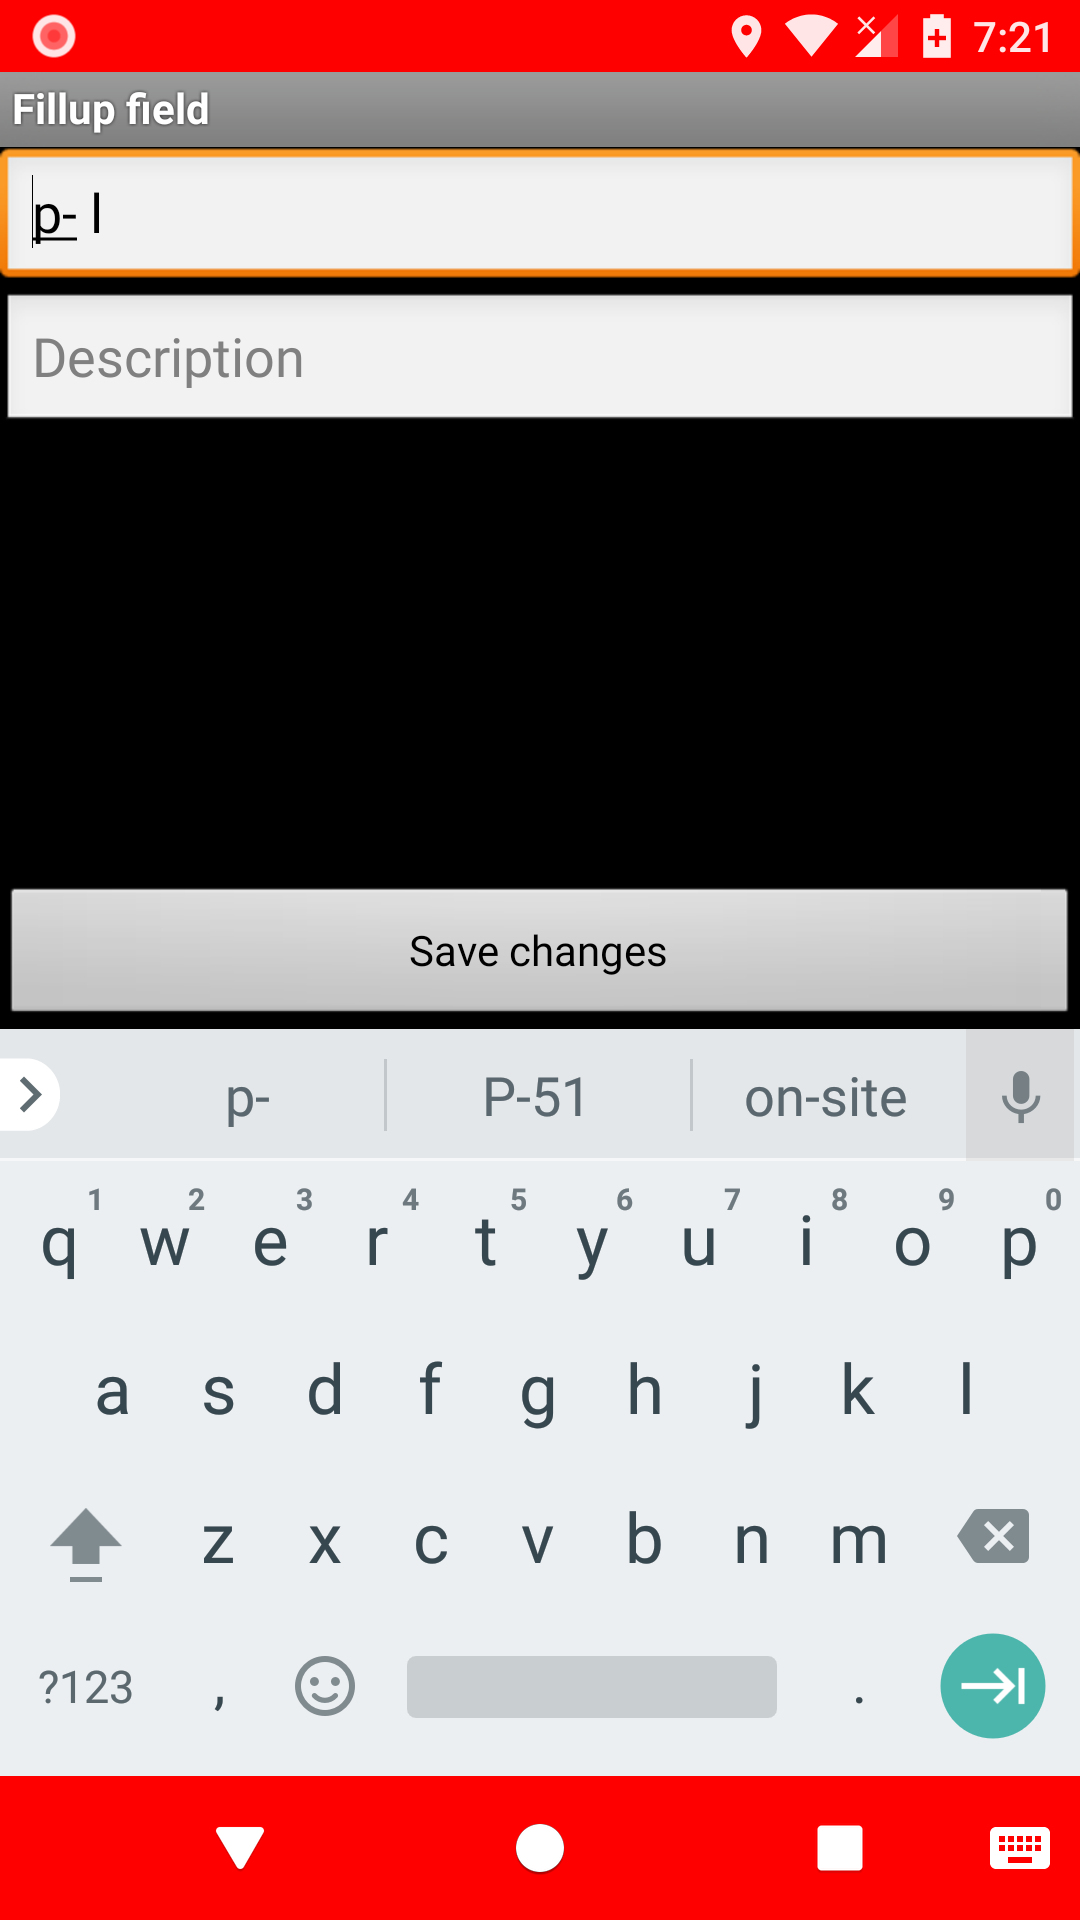 7:21
Fillup field
p- l
Description
Save changes
p- P-51 on-site
1 2 3 4 5 6 7 8 9 0
q w e r t y u i o p
a s d f g h j k l
z x c v b n m
?123 , .